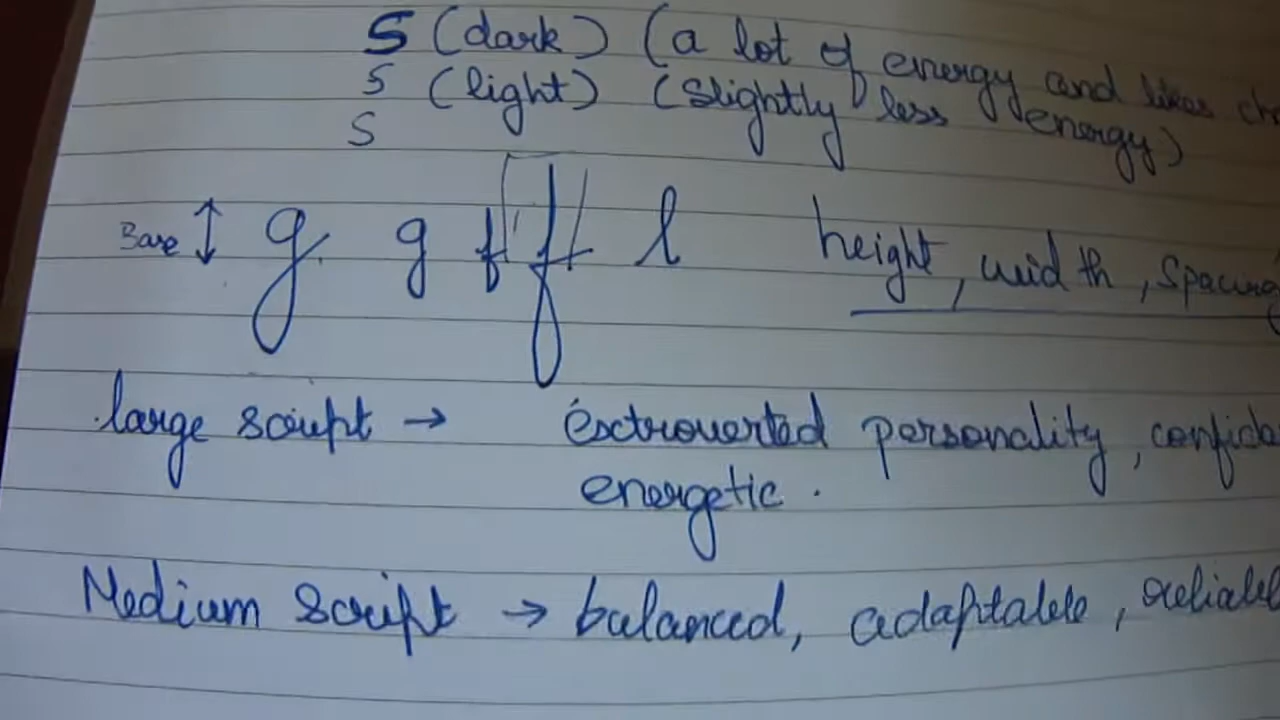 S (dark) (a lot of energy and likes
S (light) (slightly less energy)
S
Base ↕ g g f f f l height, width, spacing
large script → extroverted personality,
energetic.
Medium script → balanced, adaptable,